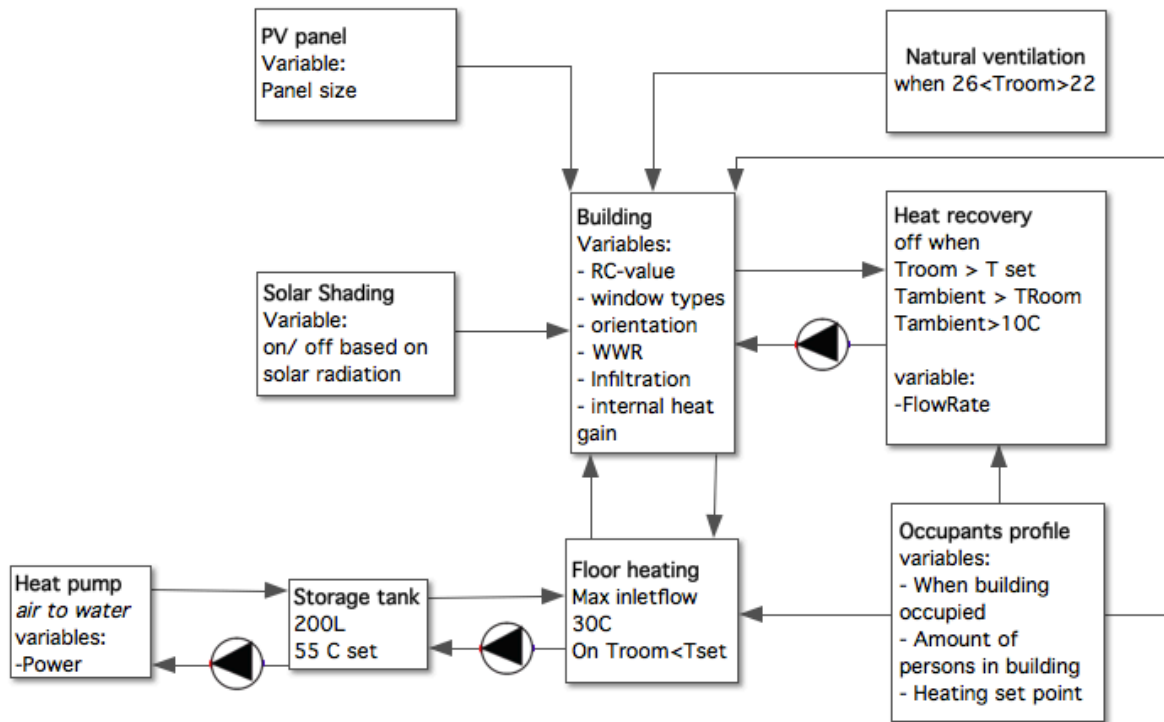 PV panel
Variable:
Panel size
Natural ventilation
when 26<Troom>22
Building
Variables:
- RC-value
- window types
- orientation
- WWR
- Infiltration
- internal heat
gain
Heat recovery
off when
Troom > T set
Tambient > TRoom
Tambient>10C
variable:
-FlowRate
Solar Shading
Variable:
on/ off based on
solar radiation
Heat pump
air to water
variables:
-Power
Storage tank
200L
55 C set
Floor heating
Max inletflow
30C
On Troom<Tset
Occupants profile
variables:
- When building
occupied
- Amount of
persons in building
- Heating set point